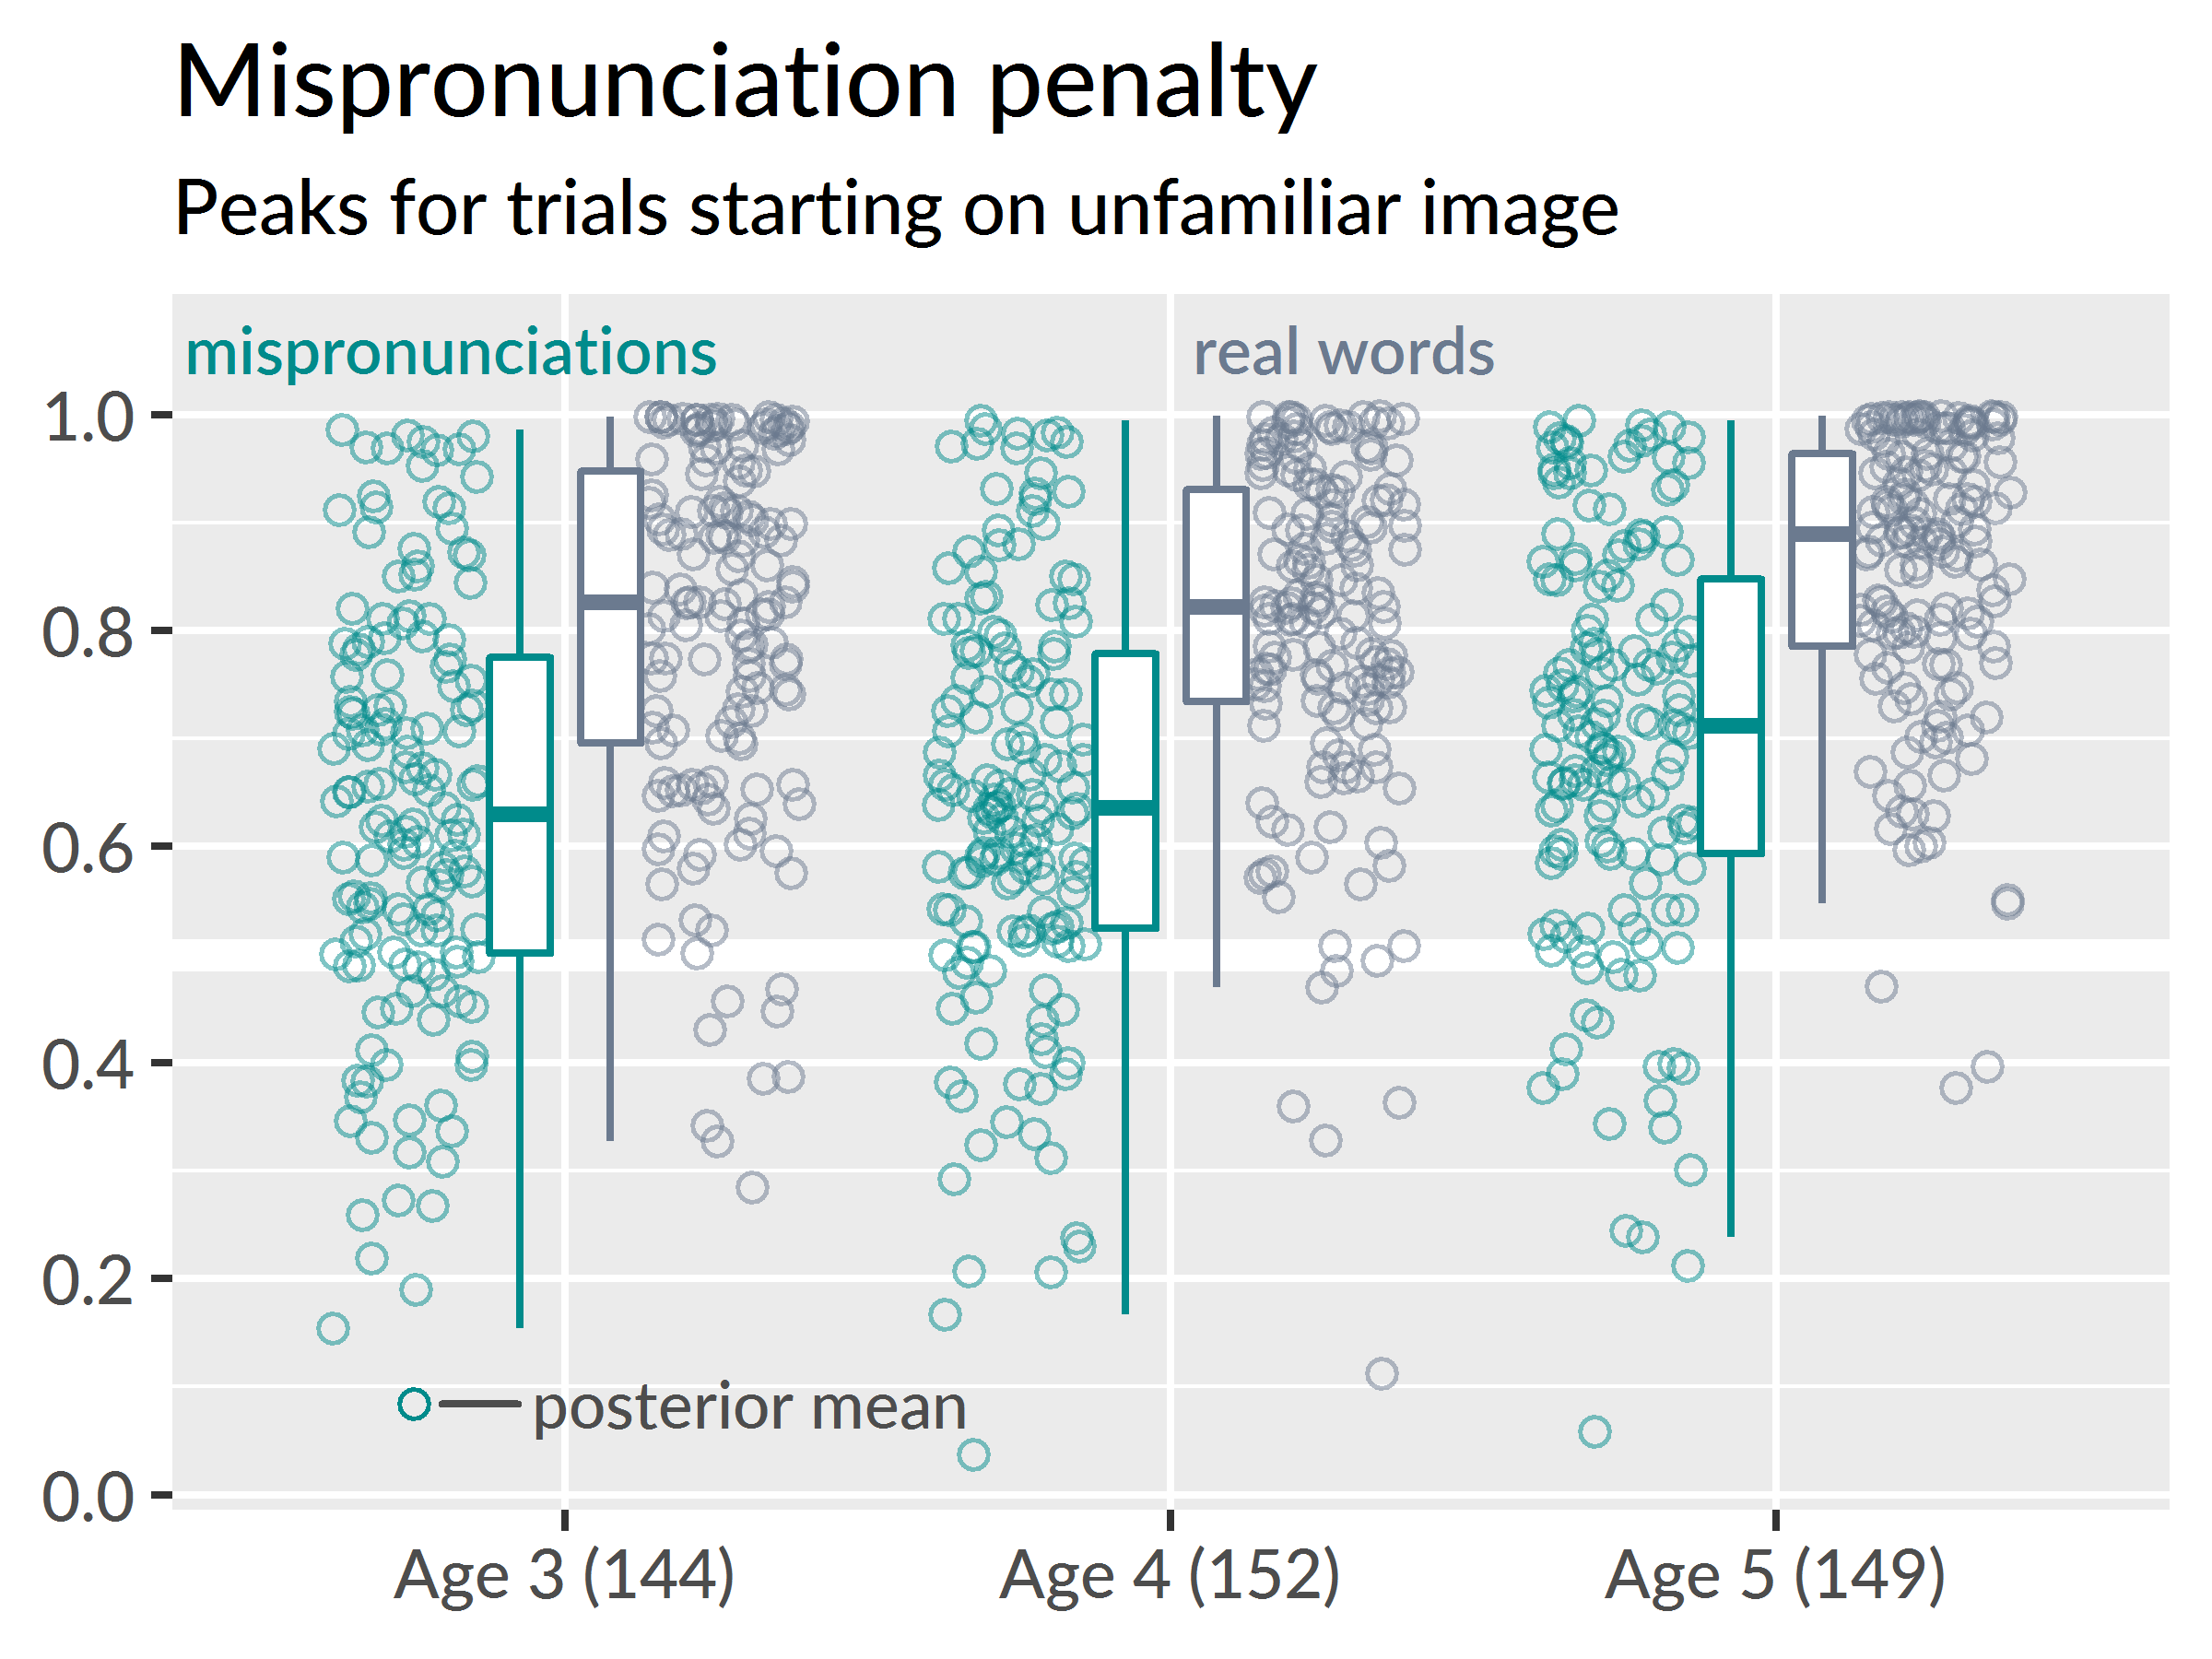 Mispronunciation penalty
Peaks for trials starting on unfamiliar image
mispronunciations
real words
1.0
0.8
0.6
0.4
0.2
0.0
posterior mean
Age 3 (144)
Age 4 (152)
Age 5 (149)